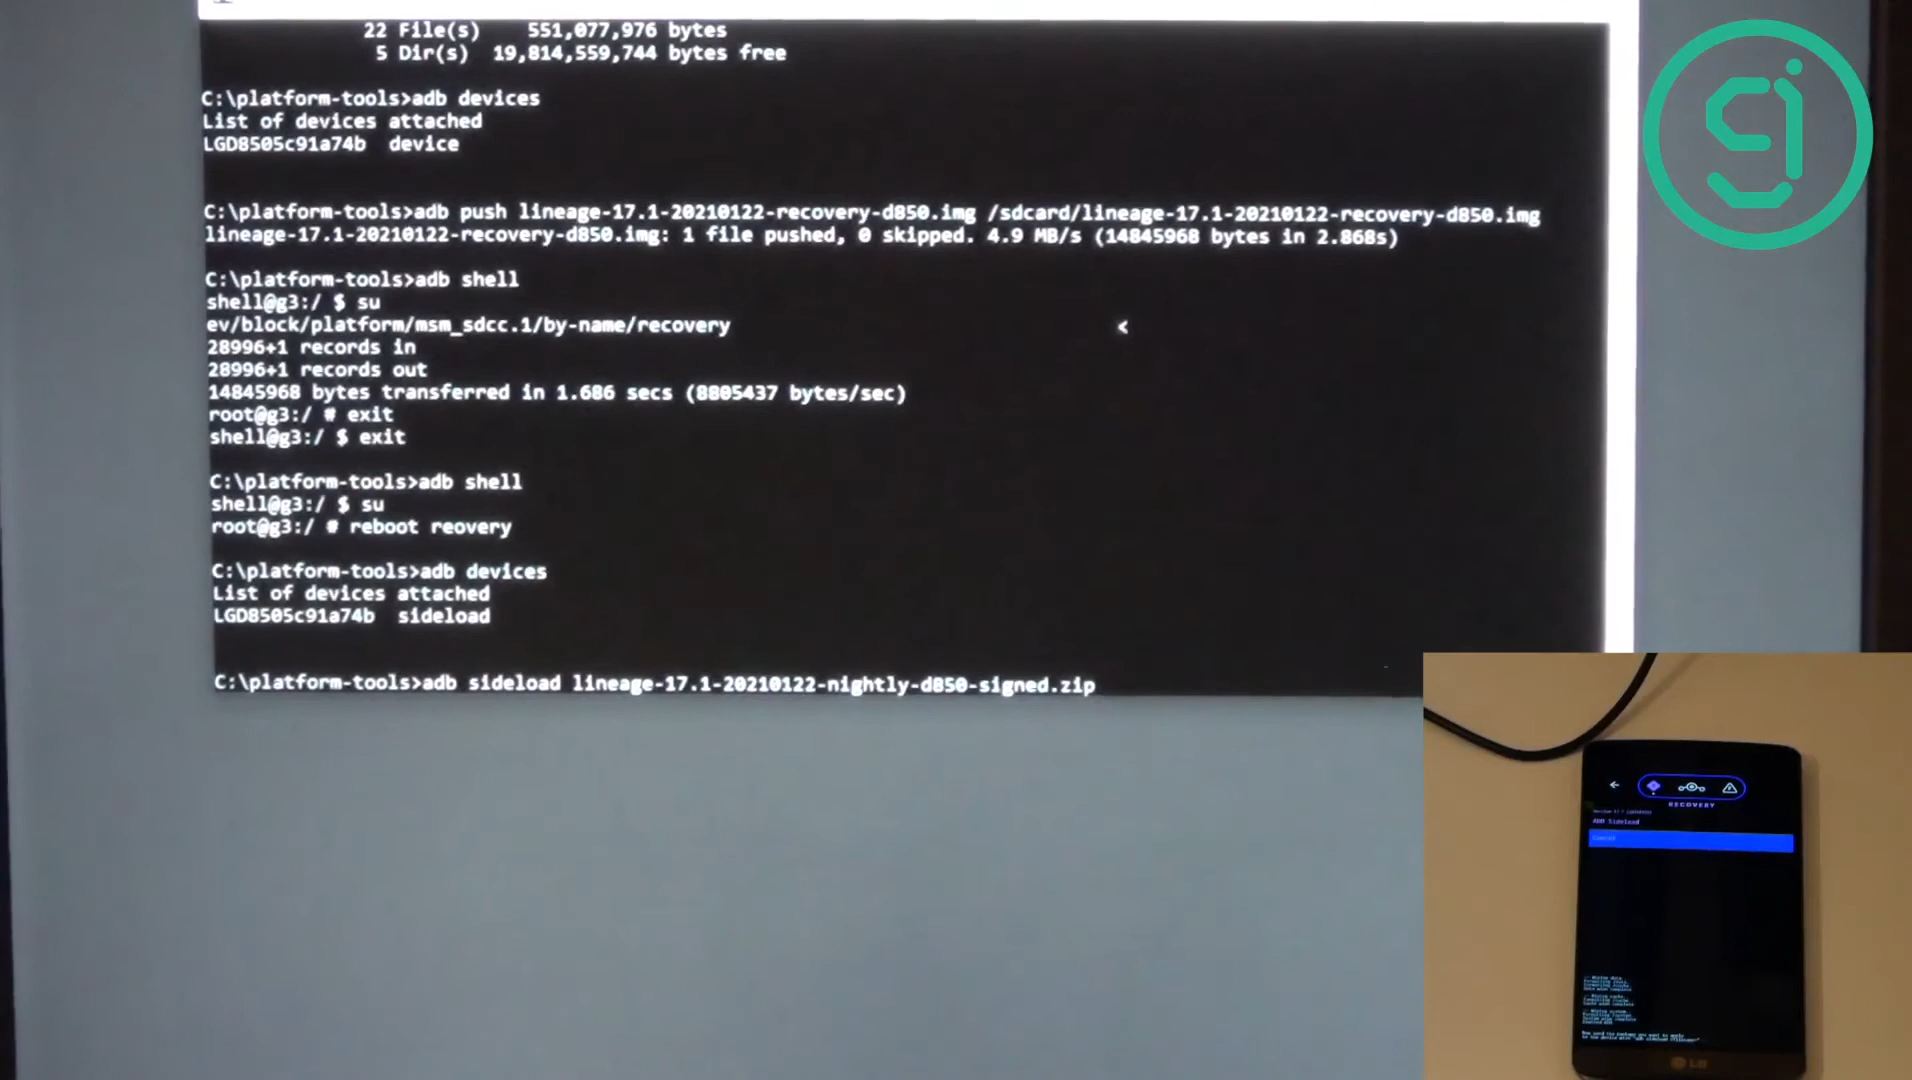 22 File(s) 551,077,976 bytes
5 Dir(s) 19,814,559,744 bytes free
C:\platform-tools>adb devices
List of devices attached
LGD8505c91a74b device
C:\platform-tools>adb push lineage-17.1-20210122-recovery-d850.img /sdcard/lineage-17.1-20210122-recovery-d850.img
lineage-17.1-20210122-recovery-d850.img: 1 file pushed, 0 skipped. 4.9 MB/s (14845968 bytes in 2.868s)
C:\platform-tools>adb shell
shell@g3:/ $ su
ev/block/platform/msm_sdcc.1/by-name/recovery <
28996+1 records in
28996+1 records out
14845968 bytes transferred in 1.686 secs (8805437 bytes/sec)
root@g3:/ # exit
shell@g3:/ $ exit
C:\platform-tools>adb shell
shell@g3:/ $ su
root@g3:/ # reboot reovery
C:\platform-tools>adb devices
List of devices attached
LGD8505c91a74b sideload
C:\platform-tools>adb sideload lineage-17.1-20210122-nightly-d850-signed.zip
RECOVERY
ADB Sideload
Cancel
LG